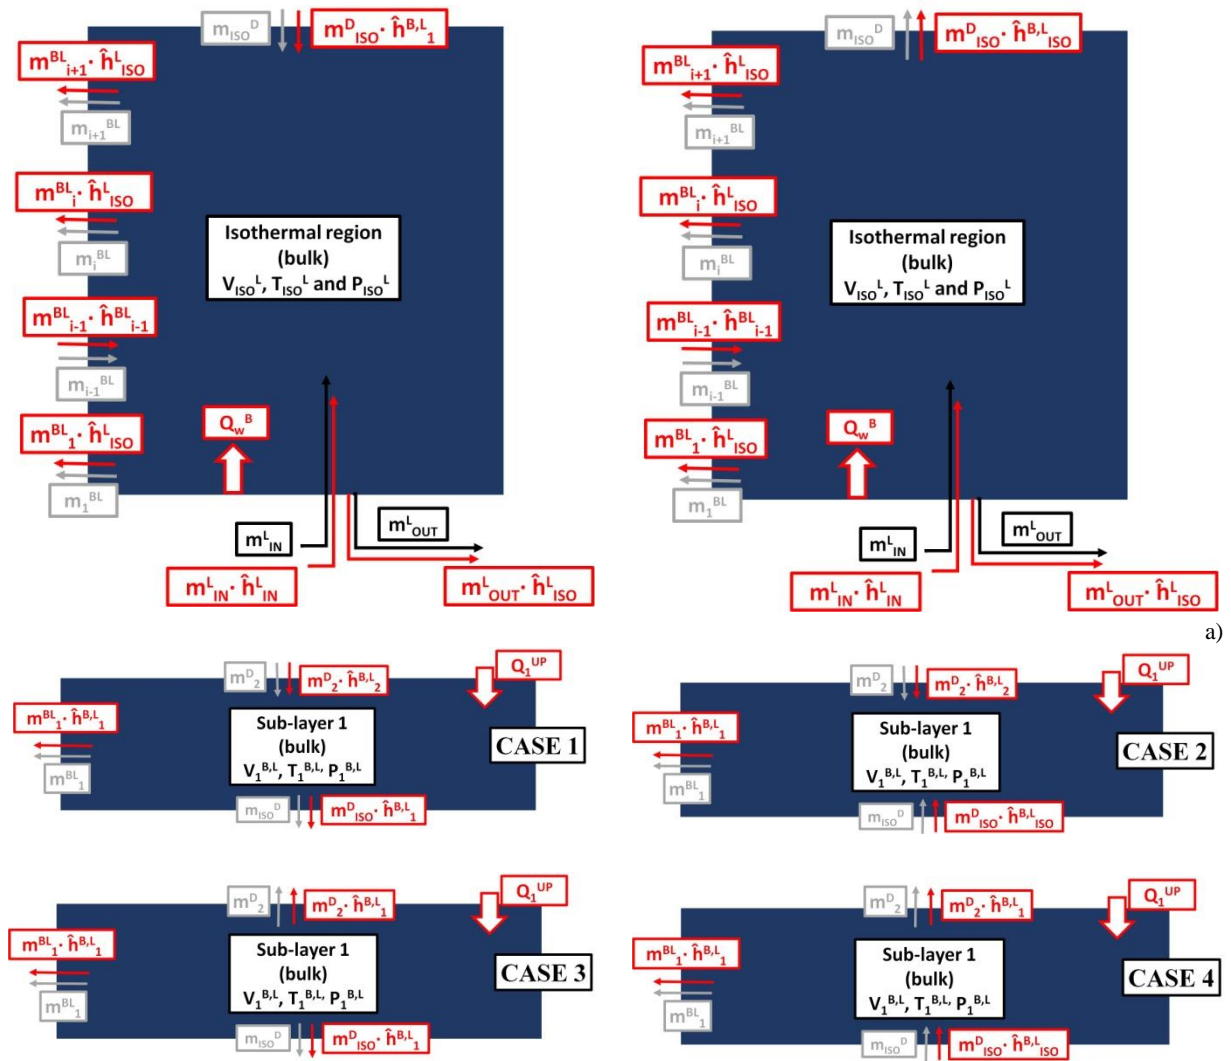 m_ISO^D
m^D_ISO· ĥ^B,L_1
m^BL_i+1· ĥ^L_ISO
m_i+1^BL
m^BL_i· ĥ^L_ISO
m_i^BL
Isothermal region
(bulk)
V_ISO^L, T_ISO^L and P_ISO^L
m^BL_i-1· ĥ^BL_i-1
m_i-1^BL
m^BL_1· ĥ^L_ISO
m_1^BL
Q_w^B
m^L_IN
m^L_OUT
m^L_IN· ĥ^L_IN
m^L_OUT· ĥ^L_ISO
m_ISO^D
m^D_ISO· ĥ^B,L_ISO
m^BL_i+1· ĥ^L_ISO
m_i+1^BL
m^BL_i· ĥ^L_ISO
m_i^BL
Isothermal region
(bulk)
V_ISO^L, T_ISO^L and P_ISO^L
m^BL_i-1· ĥ^BL_i-1
m_i-1^BL
m^BL_1· ĥ^L_ISO
m_1^BL
Q_w^B
m^L_IN
m^L_OUT
m^L_IN· ĥ^L_IN
m^L_OUT· ĥ^L_ISO
a)
m^D_2
m^D_2· ĥ^B,L_2
Q_1^UP
m^BL_1· ĥ^B,L_1
m^BL_1
Sub-layer 1
(bulk)
V_1^B,L, T_1^B,L, P_1^B,L
CASE 1
m_ISO^D
m^D_ISO· ĥ^B,L_1
m^D_2
m^D_2· ĥ^B,L_2
Q_1^UP
m^BL_1· ĥ^B,L_1
m^BL_1
Sub-layer 1
(bulk)
V_1^B,L, T_1^B,L, P_1^B,L
CASE 2
m_ISO^D
m^D_ISO· ĥ^B,L_ISO
m^D_2
m^D_2· ĥ^B,L_1
Q_1^UP
m^BL_1· ĥ^B,L_1
m^BL_1
Sub-layer 1
(bulk)
V_1^B,L, T_1^B,L, P_1^B,L
CASE 3
m_ISO^D
m^D_ISO· ĥ^B,L_1
m^D_2
m^D_2· ĥ^B,L_1
Q_1^UP
m^BL_1· ĥ^B,L_1
m^BL_1
Sub-layer 1
(bulk)
V_1^B,L, T_1^B,L, P_1^B,L
CASE 4
m_ISO^D
m^D_ISO· ĥ^B,L_ISO